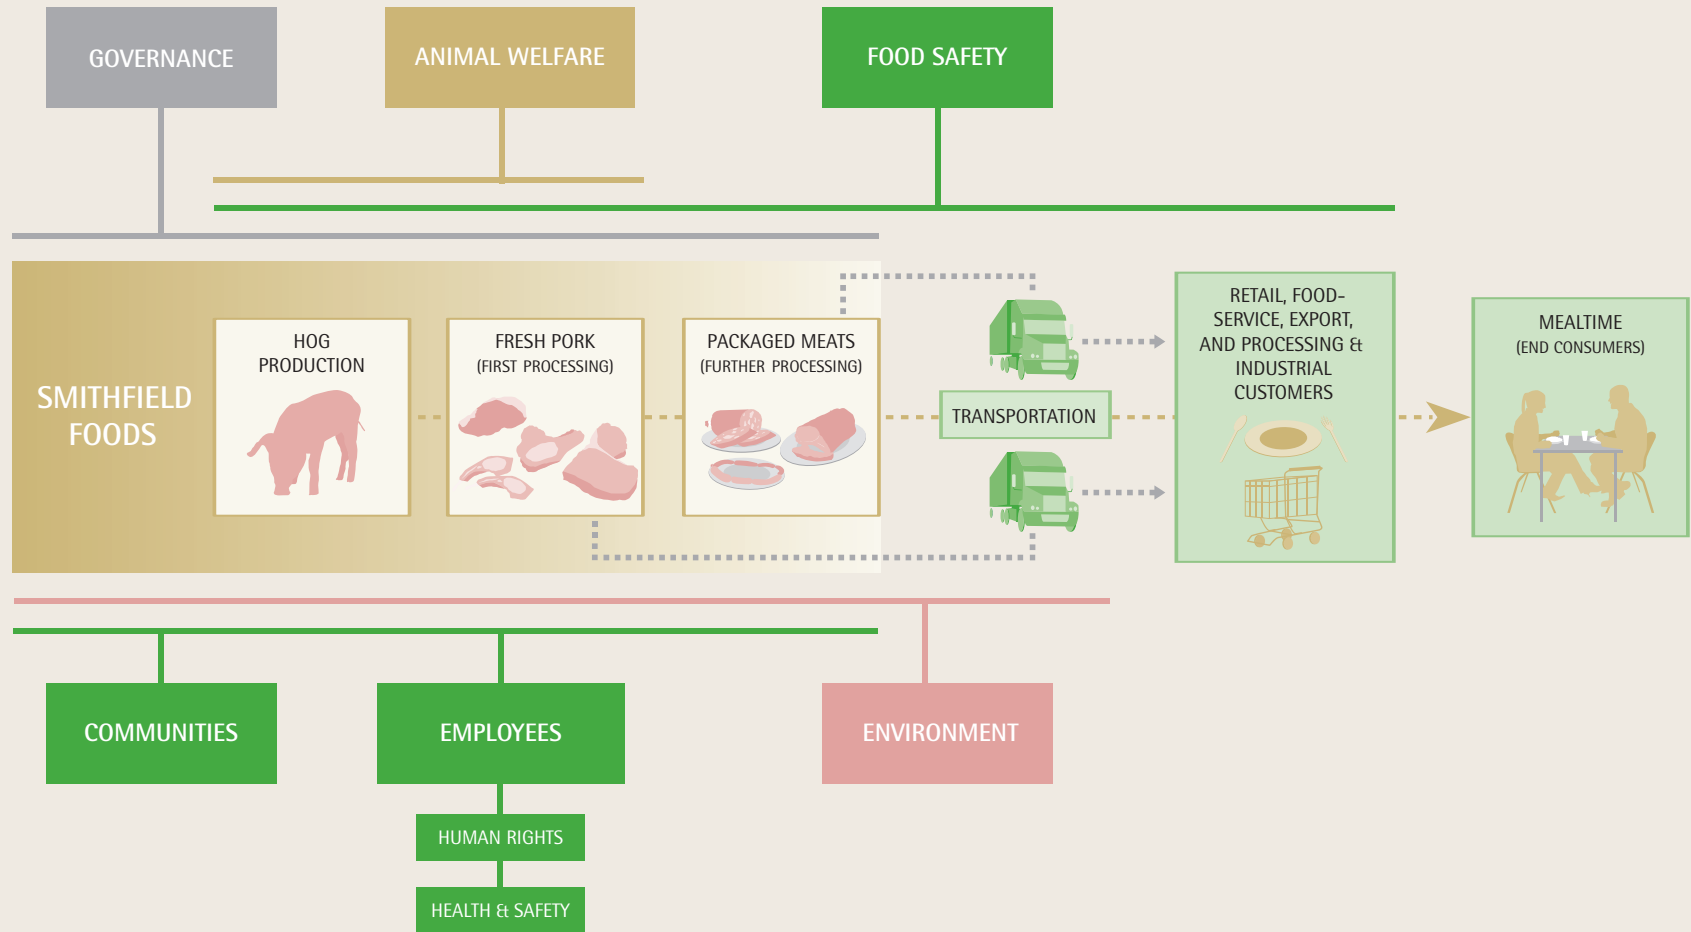 GOVERNANCE
ANIMAL WELFARE
FOOD SAFETY
SMITHFIELD
FOODS
HOG
PRODUCTION
FRESH PORK
(FIRST PROCESSING)
PACKAGED MEATS
(FURTHER PROCESSING)
TRANSPORTATION
RETAIL, FOOD-
SERVICE, EXPORT,
AND PROCESSING &
INDUSTRIAL
CUSTOMERS
MEALTIME
(END CONSUMERS)
COMMUNITIES
EMPLOYEES
ENVIRONMENT
HUMAN RIGHTS
HEALTH & SAFETY